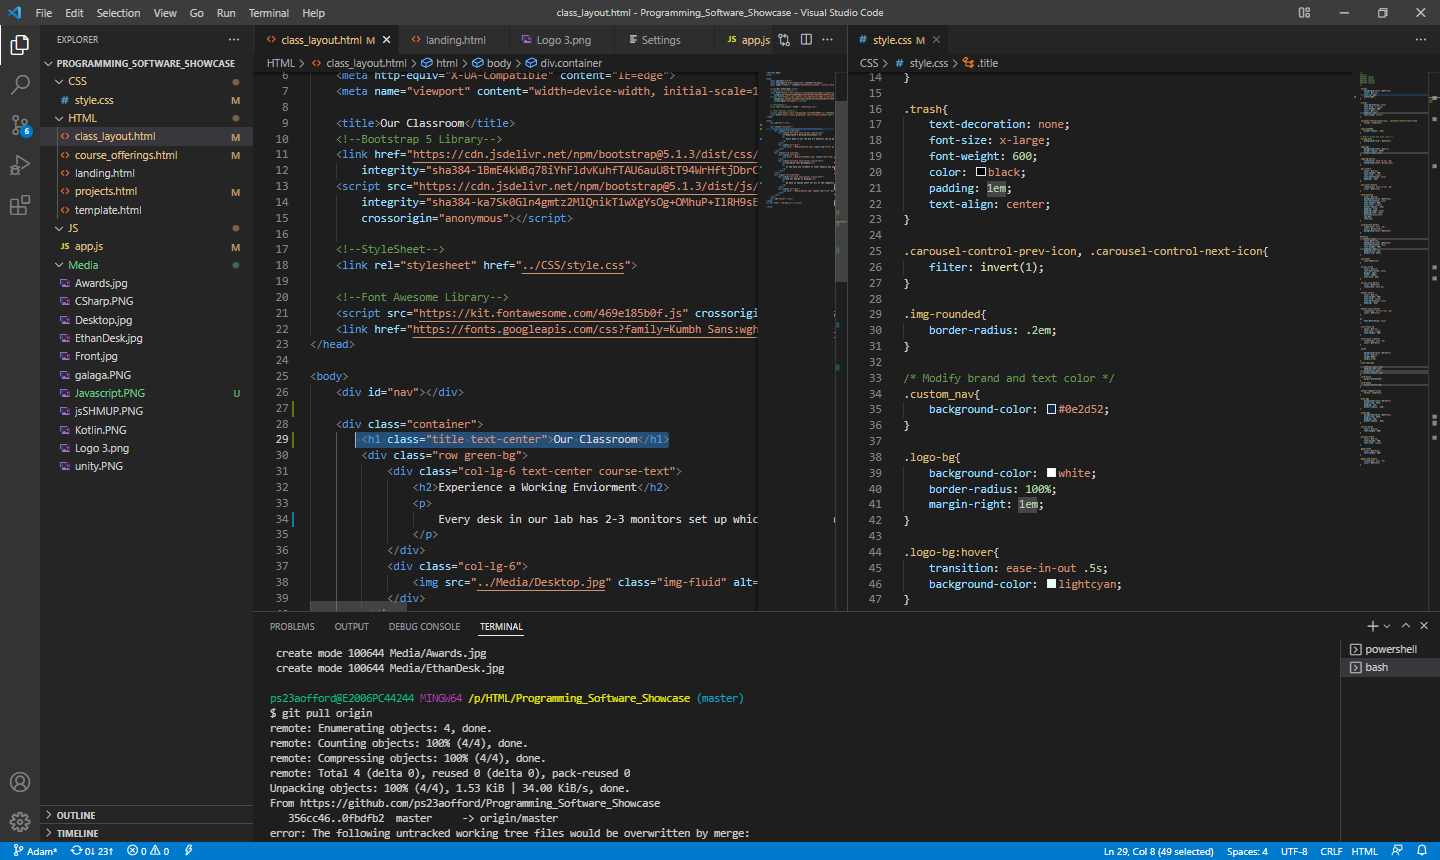 File Edit Selection View Go Run Terminal Help
class_layout.html - Programming_Software_Showcase - Visual Studio Code
EXPLORER
PROGRAMMING_SOFTWARE_SHOWCASE
CSS
style.css M
HTML
class_layout.html M
course_offerings.html M
landing.html
projects.html M
template.html
JS
JS app.js M
Media
Awards.jpg
CSharp.PNG
Desktop.jpg
EthanDesk.jpg
Front.jpg
galaga.PNG
Javascript.PNG U
jsSHMUP.PNG
Kotlin.PNG
Logo 3.png
unity.PNG
OUTLINE
TIMELINE
6
class_layout.html M landing.html Logo 3.png Settings JS app.js
HTML > class_layout.html > html > body > div.container
6 <meta http-equiv="X-UA-Compatible" content="IE=edge">
7 <meta name="viewport" content="width=device-width, initial-scale=1
8
9 <title>Our Classroom</title>
10 <!--Bootstrap 5 Library-->
11 <link href="https://cdn.jsdelivr.net/npm/bootstrap@5.1.3/dist/css/
12 integrity="sha384-1BmE4kWBq78iYhFldvKuhfTAU6auU8tT94WrHftjDbrC
13 <script src="https://cdn.jsdelivr.net/npm/bootstrap@5.1.3/dist/js/
14 integrity="sha384-ka7Sk0Gln4gmtz2MlQnikT1wXgYsOg+OMhuP+IlRH9sE
15 crossorigin="anonymous"></script>
16
17 <!--StyleSheet-->
18 <link rel="stylesheet" href="../CSS/style.css">
19
20 <!--Font Awesome Library-->
21 <script src="https://kit.fontawesome.com/469e185b0f.js" crossorigi
22 <link href="https://fonts.googleapis.com/css?family=Kumbh Sans:wgh
23 </head>
24
25 <body>
26 <div id="nav"></div>
27
28 <div class="container">
29 <h1 class="title text-center">Our Classroom</h1>
30 <div class="row green-bg">
31 <div class="col-lg-6 text-center course-text">
32 <h2>Experience a Working Enviorment</h2>
33 <p>
34 Every desk in our lab has 2-3 monitors set up whic
35 </p>
36 </div>
37 <div class="col-lg-6">
38 <img src="../Media/Desktop.jpg" class="img-fluid" alt=
39 </div>
style.css M
CSS > style.css > .title
14 }
15
16 .trash{
17 text-decoration: none;
18 font-size: x-large;
19 font-weight: 600;
20 color: black;
21 padding: 1em;
22 text-align: center;
23 }
24
25 .carousel-control-prev-icon, .carousel-control-next-icon{
26 filter: invert(1);
27 }
28
29 .img-rounded{
30 border-radius: .2em;
31 }
32
33 /* Modify brand and text color */
34 .custom_nav{
35 background-color: #0e2d52;
36 }
37
38 .logo-bg{
39 background-color: white;
40 border-radius: 100%;
41 margin-right: 1em;
42 }
43
44 .logo-bg:hover{
45 transition: ease-in-out .5s;
46 background-color: lightcyan;
47 }
PROBLEMS OUTPUT DEBUG CONSOLE TERMINAL
create mode 100644 Media/Awards.jpg
create mode 100644 Media/EthanDesk.jpg
ps23aofford@E2006PC44244 MINGW64 /p/HTML/Programming_Software_Showcase (master)
$ git pull origin
remote: Enumerating objects: 4, done.
remote: Counting objects: 100% (4/4), done.
remote: Compressing objects: 100% (4/4), done.
remote: Total 4 (delta 0), reused 0 (delta 0), pack-reused 0
Unpacking objects: 100% (4/4), 1.53 KiB | 34.00 KiB/s, done.
From https://github.com/ps23aofford/Programming_Software_Showcase
356cc46..0fbdfb2 master -> origin/master
error: The following untracked working tree files would be overwritten by merge:
powershell
bash
Adam* 0↓ 23↑ 0 0 Ln 29, Col 8 (49 selected) Spaces: 4 UTF-8 CRLF HTML